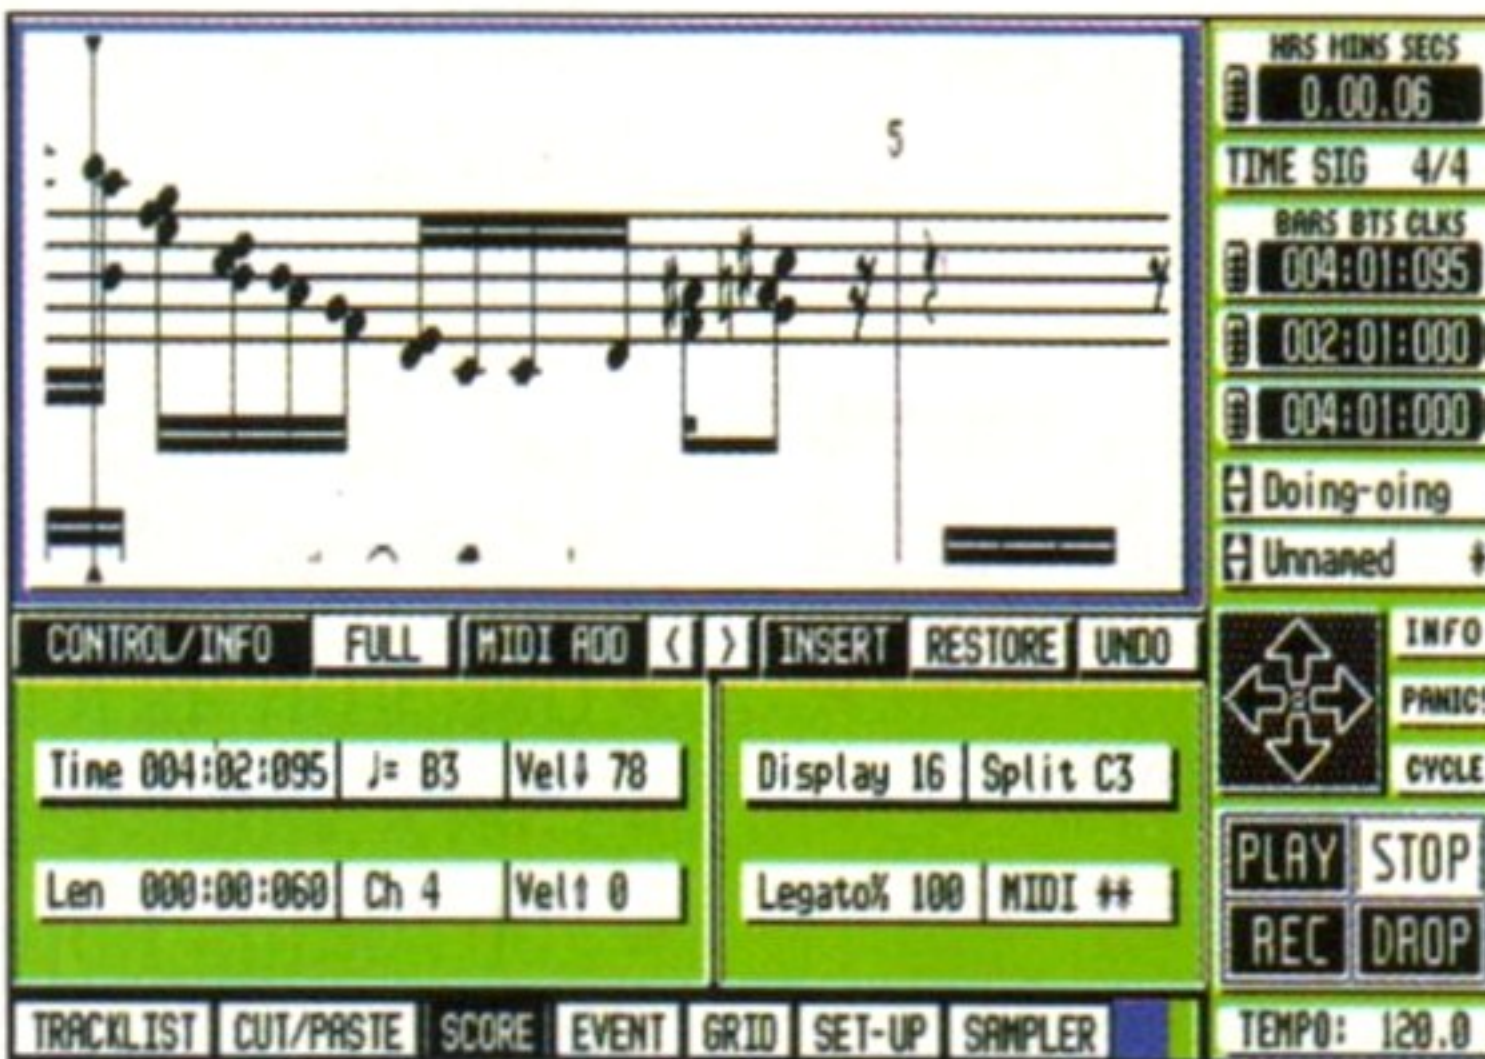 5
HRS MINS SECS
0.00.06
TIME SIG 4/4
BARS BTS CLKS
004:01:095
002:01:000
004:01:000
Doing-oing
Unnamed *
CONTROL/INFO FULL MIDI ADD < > INSERT RESTORE UNDO
INFO
PANICS
CYCLE
Time 004:02:095 ♩= B3 Vel↓ 78
Display 16 Split C3
Len 000:00:060 Ch 4 Vel↑ 0
Legato% 100 MIDI **
PLAY STOP
REC DROP
TRACKLIST CUT/PASTE SCORE EVENT GRID SET-UP SAMPLER
TEMPO: 120.0